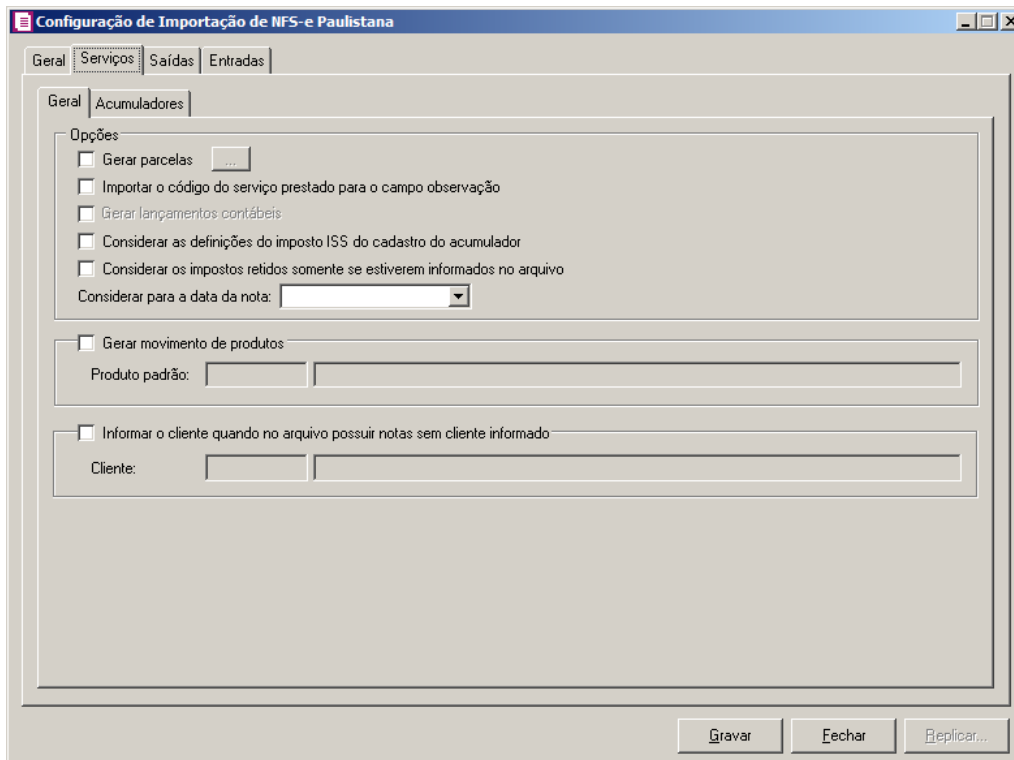 Configuração de Importação de NFS-e Paulistana
Geral Serviços Saídas Entradas
Geral Acumuladores
Opções
Gerar parcelas ...
Importar o código do serviço prestado para o campo observação
Gerar lançamentos contábeis
Considerar as definições do imposto ISS do cadastro do acumulador
Considerar os impostos retidos somente se estiverem informados no arquivo
Considerar para a data da nota:
Gerar movimento de produtos
Produto padrão:
Informar o cliente quando no arquivo possuir notas sem cliente informado
Cliente:
Gravar Fechar Replicar...